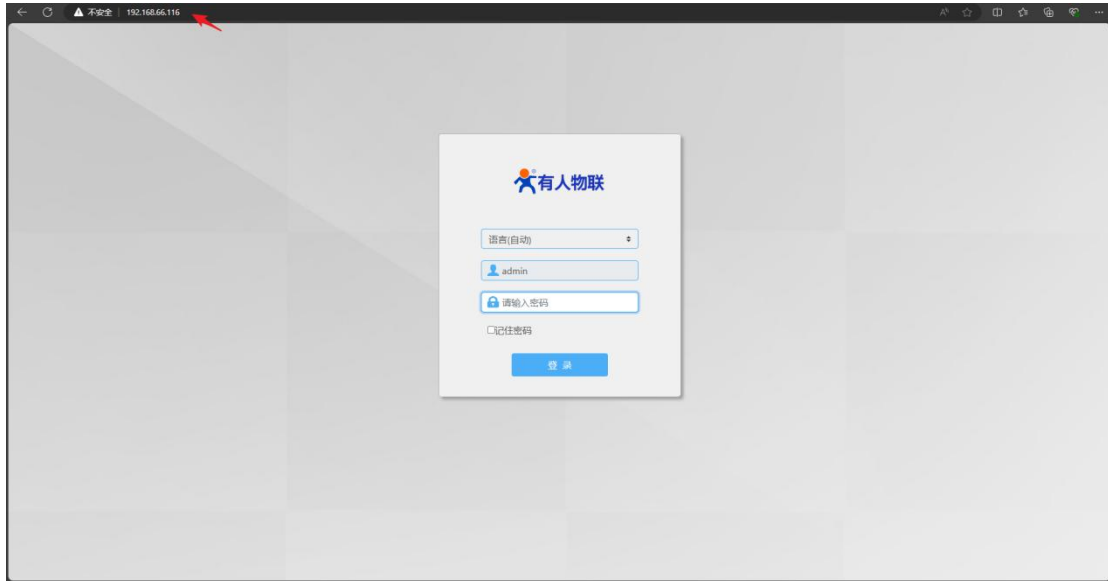 不安全 | 192.168.66.116
有人物联
语言(自动)
admin
请输入密码
记住密码
登 录